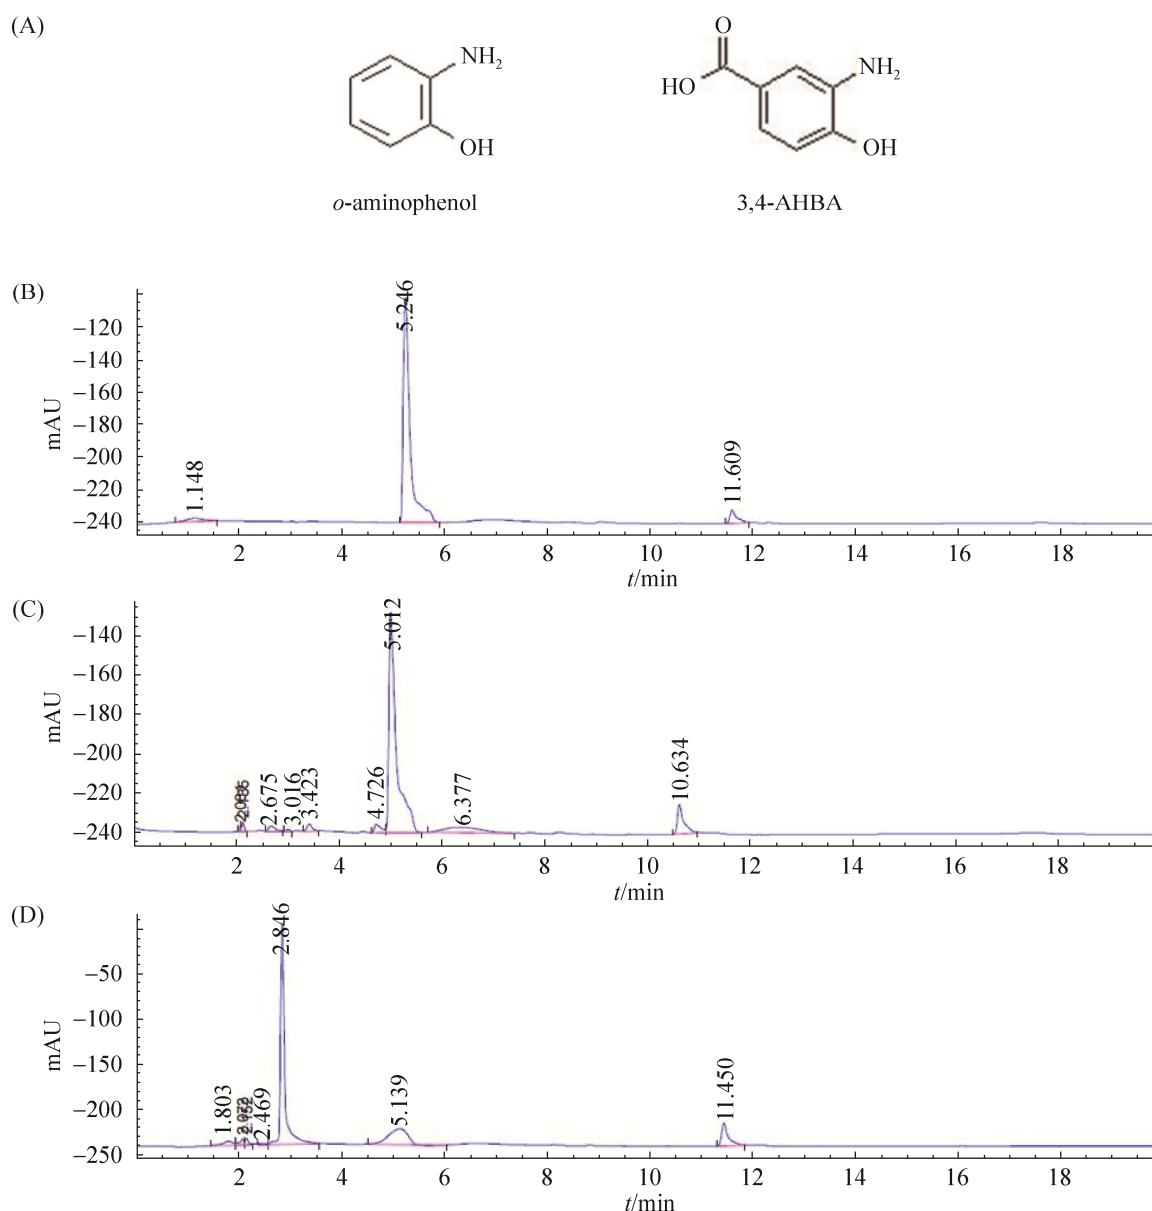 (A)
O
HO
NH2
OH
NH2
OH
o-aminophenol
3,4-AHBA
(B)
mAU
−120
−140
−160
−180
−200
−220
−240
1.148
5.246
11.609
2 4 6 8 10 12 14 16 18
t/min
(C)
mAU
−140
−160
−180
−200
−220
−240
2.675
3.016
3.423
4.726
5.012
6.377
10.634
2 4 6 8 10 12 14 16 18
t/min
(D)
mAU
−50
−100
−150
−200
−250
1.803
2.469
2.846
5.139
11.450
2 4 6 8 10 12 14 16 18
t/min